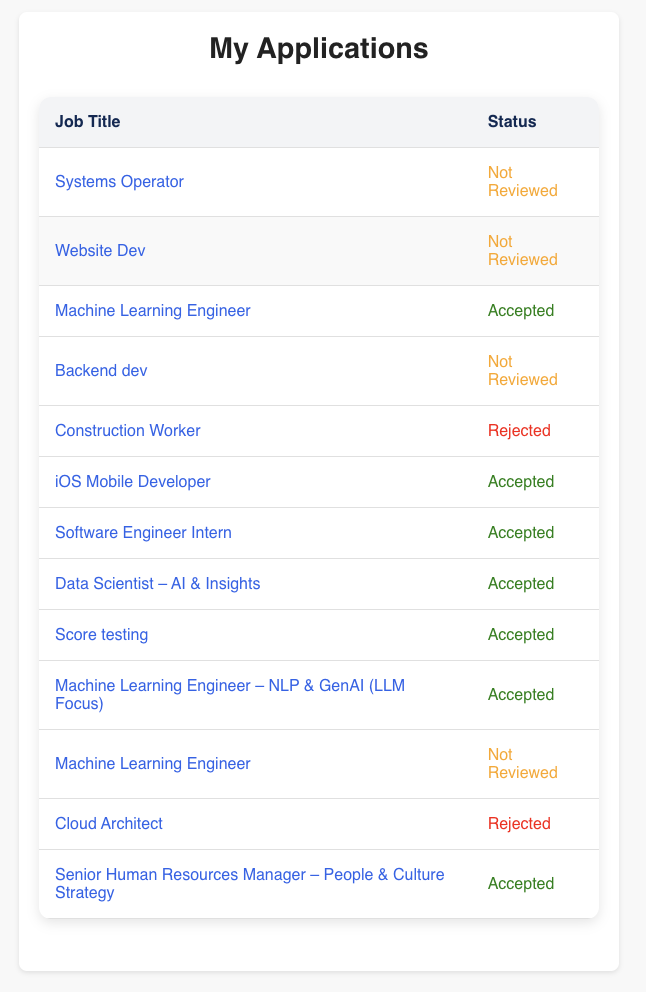 My Applications
Job Title
Status
Systems Operator
Not
Reviewed
Website Dev
Not
Reviewed
Machine Learning Engineer
Accepted
Backend dev
Not
Reviewed
Construction Worker
Rejected
iOS Mobile Developer
Accepted
Software Engineer Intern
Accepted
Data Scientist – AI & Insights
Accepted
Score testing
Accepted
Machine Learning Engineer – NLP & GenAI (LLM
Focus)
Accepted
Machine Learning Engineer
Not
Reviewed
Cloud Architect
Rejected
Senior Human Resources Manager – People & Culture
Strategy
Accepted